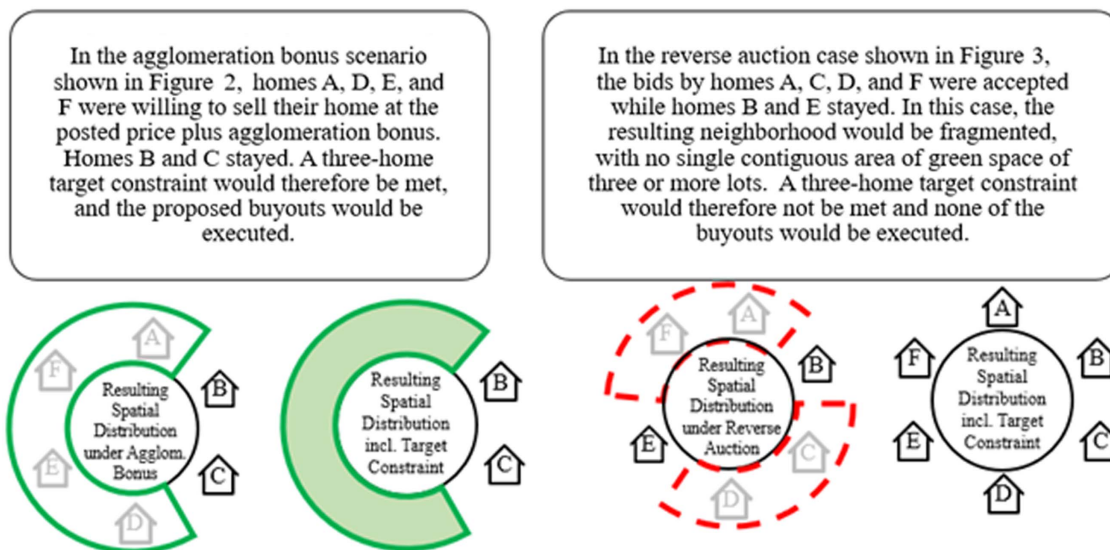 In the agglomeration bonus scenario
shown in Figure 2, homes A, D, E, and
F were willing to sell their home at the
posted price plus agglomeration bonus.
Homes B and C stayed. A three-home
target constraint would therefore be met,
and the proposed buyouts would be
executed.
In the reverse auction case shown in Figure 3,
the bids by homes A, C, D, and F were accepted
while homes B and E stayed. In this case, the
resulting neighborhood would be fragmented,
with no single contiguous area of green space of
three or more lots. A three-home target constraint
would therefore not be met and none of the
buyouts would be executed.
A
F
B
E
C
D
Resulting
Spatial
Distribution
under Agglom.
Bonus
B
C
Resulting
Spatial
Distribution
incl. Target
Constraint
A
F
B
E
C
D
Resulting
Spatial
Distribution
under Reverse
Auction
A
F
B
E
C
D
Resulting
Spatial
Distribution
incl. Target
Constraint